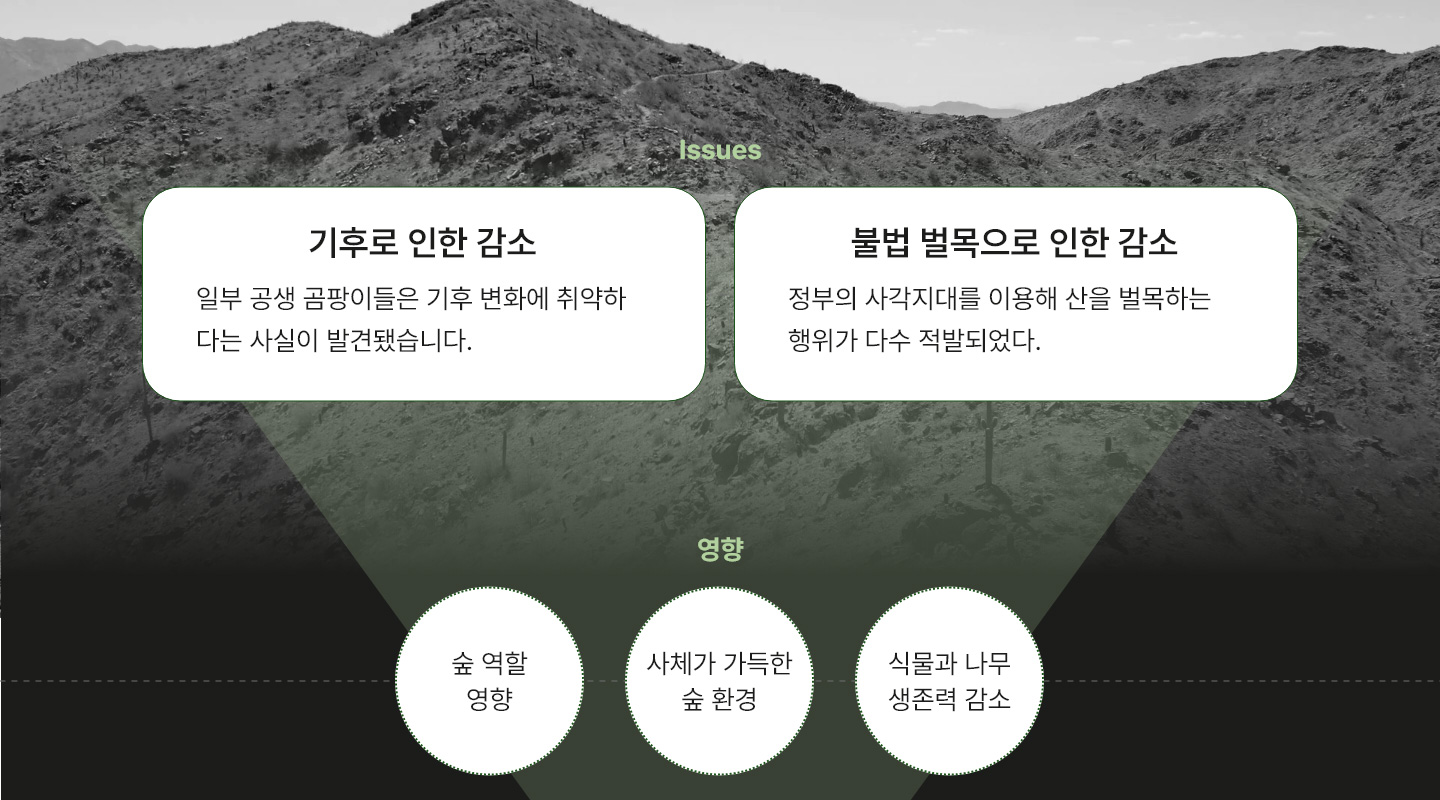 Issues
기후로 인한 감소
일부 공생 곰팡이들은 기후 변화에 취약하
다는 사실이 발견됐습니다.
불법 벌목으로 인한 감소
정부의 사각지대를 이용해 산을 벌목하는
행위가 다수 적발되었다.
영향
숲 역할
영향
사체가 가득한
숲 환경
식물과 나무
생존력 감소